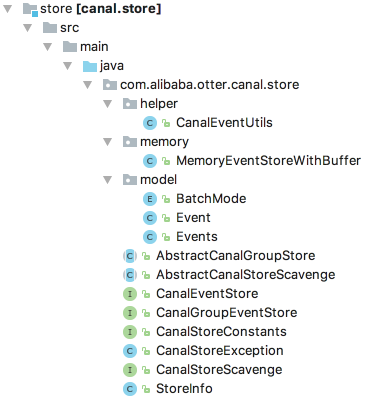 store [canal.store]
src
main
java
com.alibaba.otter.canal.store
helper
C CanalEventUtils
memory
C MemoryEventStoreWithBuffer
model
E BatchMode
C Event
C Events
C AbstractCanalGroupStore
C AbstractCanalStoreScavenge
I CanalEventStore
I CanalGroupEventStore
I CanalStoreConstants
C CanalStoreException
I CanalStoreScavenge
C StoreInfo